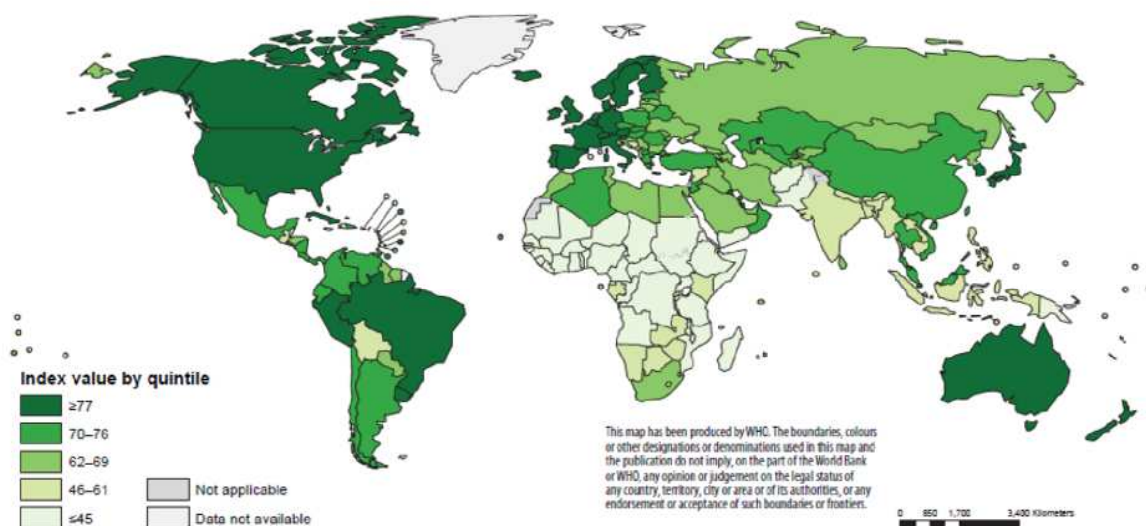 Index value by quintile
≥77
70–76
62–69
46–61
≤45
Not applicable
Data not available
This map has been produced by WHO. The boundaries, colours
or other designations or denominations used in this map and
the publication do not imply, on the part of the World Bank
or WHO, any opinion or judgement on the legal status of
any country, territory, city or area or of its authorities, or any
endorsement or acceptance of such boundaries or frontiers.
0 850 1,700 3,400 Kilometers